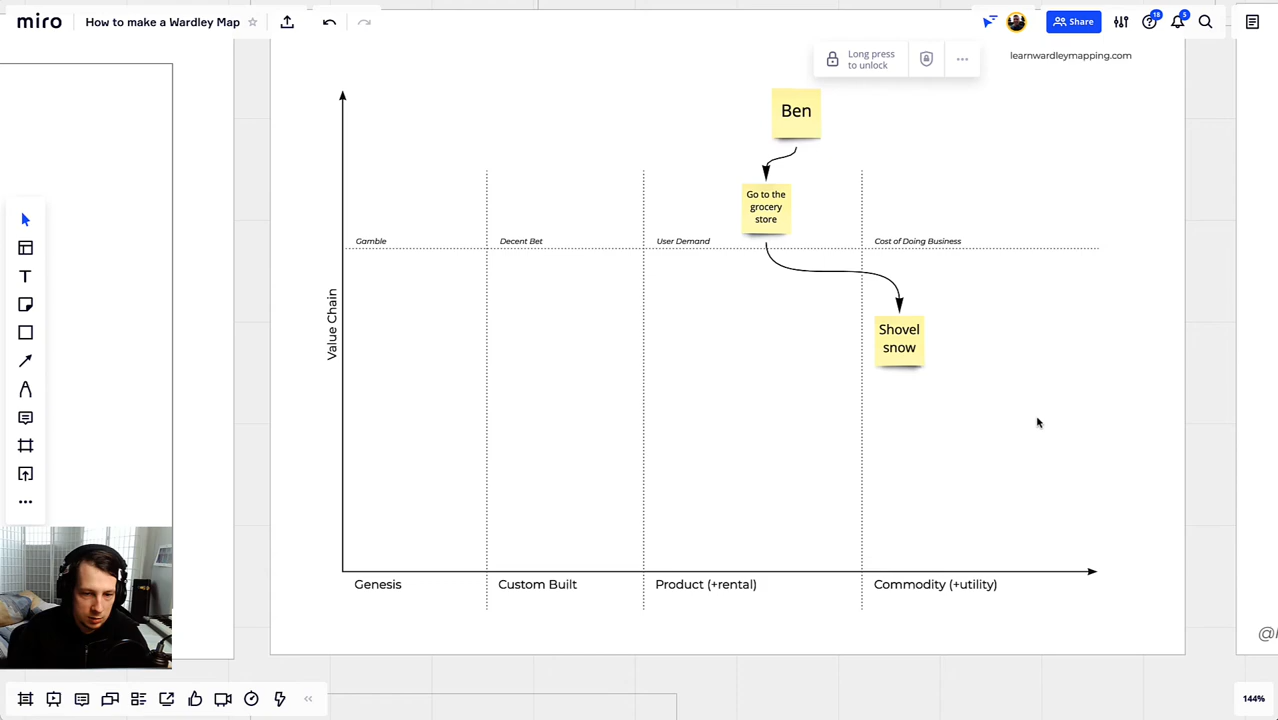 miro
How to make a Wardley Map
Share
18
5
Long press
to unlock
learnwardleymapping.com
Ben
Go to the
grocery
store
Gamble
Decent Bet
User Demand
Cost of Doing Business
Value Chain
Shovel
snow
Genesis
Custom Built
Product (+rental)
Commodity (+utility)
144%